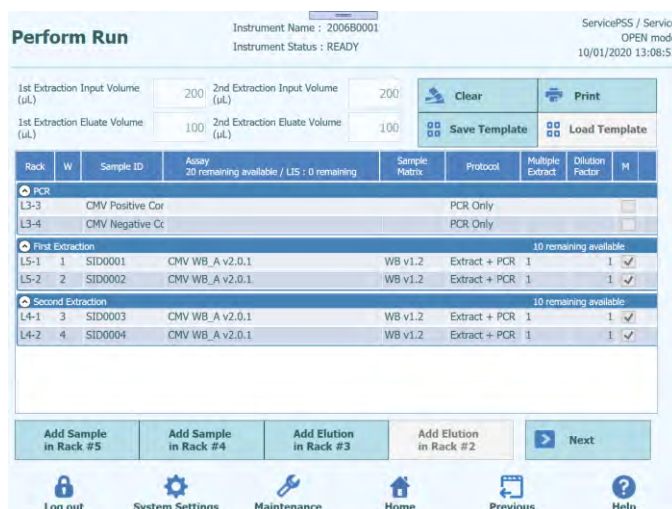 Perform Run
Instrument Name : 2006B0001
Instrument Status : READY
ServicePSS / Servic
OPEN mod
10/01/2020 13:08:5
1st Extraction Input Volume (µL) 200 2nd Extraction Input Volume (µL) 200
1st Extraction Eluate Volume (µL) 100 2nd Extraction Eluate Volume (µL) 100
Clear
Print
Save Template
Load Template
Rack W Sample ID Assay 20 remaining available / LIS : 0 remaining Sample Matrix Protocol Multiple Extract Dilution Factor M
PCR
L3-3 CMV Positive Cor PCR Only
L3-4 CMV Negative Cc PCR Only
First Extraction 10 remaining available
L5-1 1 SID0001 CMV WB_A v2.0.1 WB v1.2 Extract + PCR 1 1
L5-2 2 SID0002 CMV WB_A v2.0.1 WB v1.2 Extract + PCR 1 1
Second Extraction 10 remaining available
L4-1 3 SID0003 CMV WB_A v2.0.1 WB v1.2 Extract + PCR 1 1
L4-2 4 SID0004 CMV WB_A v2.0.1 WB v1.2 Extract + PCR 1 1
Add Sample in Rack #5
Add Sample in Rack #4
Add Elution in Rack #3
Add Elution in Rack #2
Next
Log out
System Settings
Maintenance
Home
Previous
Help